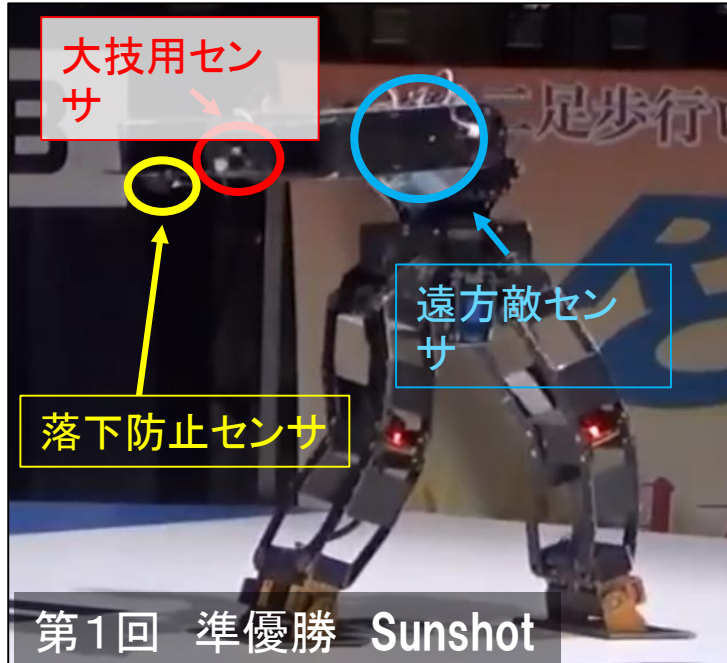 大技用セン
サ
二足歩行
遠方敵セン
サ
落下防止センサ
第1回 準優勝 Sunshot